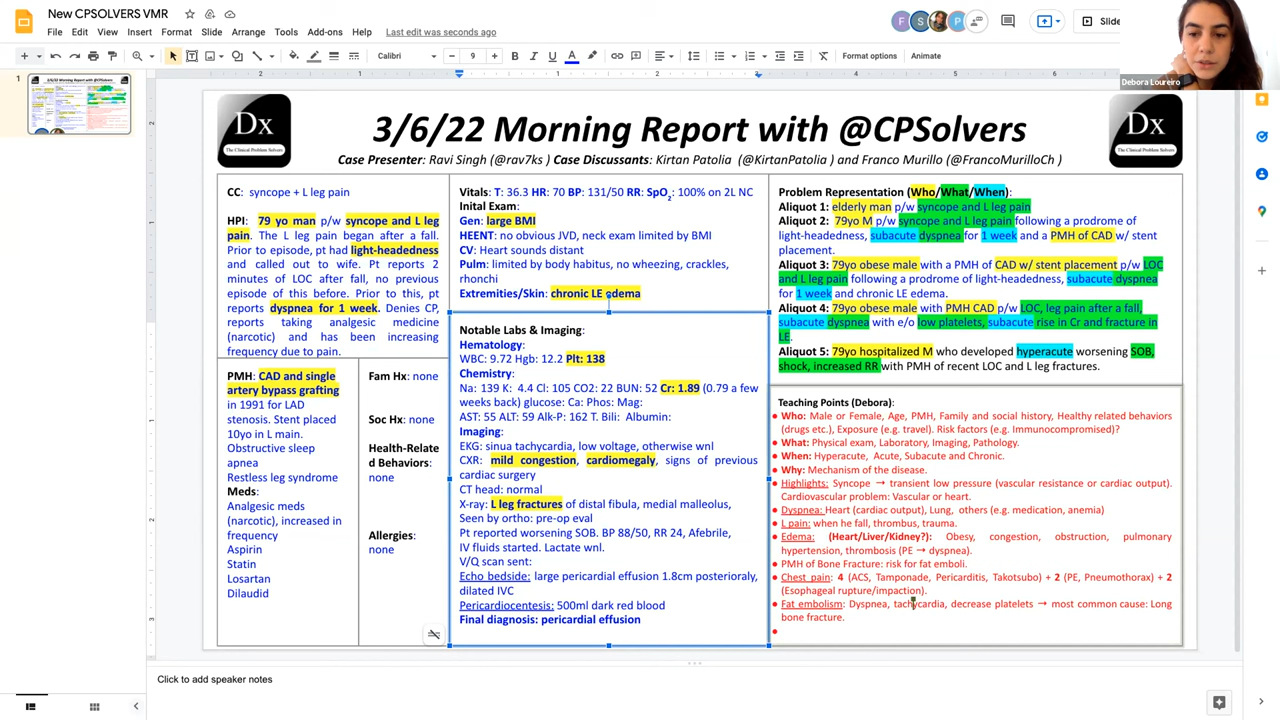 New CPSOLVERS VMR
File Edit View Insert Format Slide Arrange Tools Add-ons Help Last edit was seconds ago
F S P Slide
Calibri 9 B I U A Format options Animate
Debora Loureiro
2 1 1 2 3 4 5 6 7
1
Dx
The Clinical Problem Solvers
3/6/22 Morning Report with @CPSolvers
Case Presenter: Ravi Singh (@rav7ks ) Case Discussants: Kirtan Patolia (@KirtanPatolia ) and Franco Murillo (@FrancoMurilloCh )
Dx
The Clinical Problem Solvers
CC: syncope + L leg pain
HPI: 79 yo man p/w syncope and L leg
pain. The L leg pain began after a fall.
Prior to episode, pt had light-headedness
and called out to wife. Pt reports 2
minutes of LOC after fall, no previous
episode of this before. Prior to this, pt
reports dyspnea for 1 week. Denies CP,
reports taking analgesic medicine
(narcotic) and has been increasing
frequency due to pain.
PMH: CAD and single
artery bypass grafting
in 1991 for LAD
stenosis. Stent placed
10yo in L main.
Obstructive sleep
apnea
Restless leg syndrome
Meds:
Analgesic meds
(narcotic), increased in
frequency
Aspirin
Statin
Losartan
Dilaudid
Fam Hx: none
Soc Hx: none
Health-Relate
d Behaviors:
none
Allergies:
none
Vitals: T: 36.3 HR: 70 BP: 131/50 RR: SpO2: 100% on 2L NC
Inital Exam:
Gen: large BMI
HEENT: no obvious JVD, neck exam limited by BMI
CV: Heart sounds distant
Pulm: limited by body habitus, no wheezing, crackles,
rhonchi
Extremities/Skin: chronic LE edema
Notable Labs & Imaging:
Hematology:
WBC: 9.72 Hgb: 12.2 Plt: 138
Chemistry:
Na: 139 K: 4.4 Cl: 105 CO2: 22 BUN: 52 Cr: 1.89 (0.79 a few
weeks back) glucose: Ca: Phos: Mag:
AST: 55 ALT: 59 Alk-P: 162 T. Bili: Albumin:
Imaging:
EKG: sinua tachycardia, low voltage, otherwise wnl
CXR: mild congestion, cardiomegaly, signs of previous
cardiac surgery
CT head: normal
X-ray: L leg fractures of distal fibula, medial malleolus,
Seen by ortho: pre-op eval
Pt reported worsening SOB. BP 88/50, RR 24, Afebrile,
IV fluids started. Lactate wnl.
V/Q scan sent:
Echo bedside: large pericardial effusion 1.8cm posterioraly,
dilated IVC
Pericardiocentesis: 500ml dark red blood
Final diagnosis: pericardial effusion
Problem Representation (Who/What/When):
Aliquot 1: elderly man p/w syncope and L leg pain
Aliquot 2: 79yo M p/w syncope and L leg pain following a prodrome of
light-headedness, subacute dyspnea for 1 week and a PMH of CAD w/ stent
placement.
Aliquot 3: 79yo obese male with a PMH of CAD w/ stent placement p/w LOC
and L leg pain following a prodrome of light-headedness, subacute dyspnea
for 1 week and chronic LE edema.
Aliquot 4: 79yo obese male with PMH CAD p/w LOC, leg pain after a fall,
subacute dyspnea with e/o low platelets, subacute rise in Cr and fracture in
LE.
Aliquot 5: 79yo hospitalized M who developed hyperacute worsening SOB,
shock, increased RR with PMH of recent LOC and L leg fractures.
Teaching Points (Debora):
● Who: Male or Female, Age, PMH, Family and social history, Healthy related behaviors
(drugs etc.), Exposure (e.g. travel). Risk factors (e.g. Immunocompromised)?
● What: Physical exam, Laboratory, Imaging, Pathology.
● When: Hyperacute, Acute, Subacute and Chronic.
● Why: Mechanism of the disease.
● Highlights: Syncope → transient low pressure (vascular resistance or cardiac output).
Cardiovascular problem: Vascular or heart.
● Dyspnea: Heart (cardiac output), Lung, others (e.g. medication, anemia)
● L pain: when he fall, thrombus, trauma.
● Edema: (Heart/Liver/Kidney?): Obesy, congestion, obstruction, pulmonary
hypertension, thrombosis (PE → dyspnea).
● PMH of Bone Fracture: risk for fat emboli.
● Chest pain: 4 (ACS, Tamponade, Pericarditis, Takotsubo) + 2 (PE, Pneumothorax) + 2
(Esophageal rupture/impaction).
● Fat embolism: Dyspnea, tachycardia, decrease platelets → most common cause: Long
bone fracture.
●
Click to add speaker notes